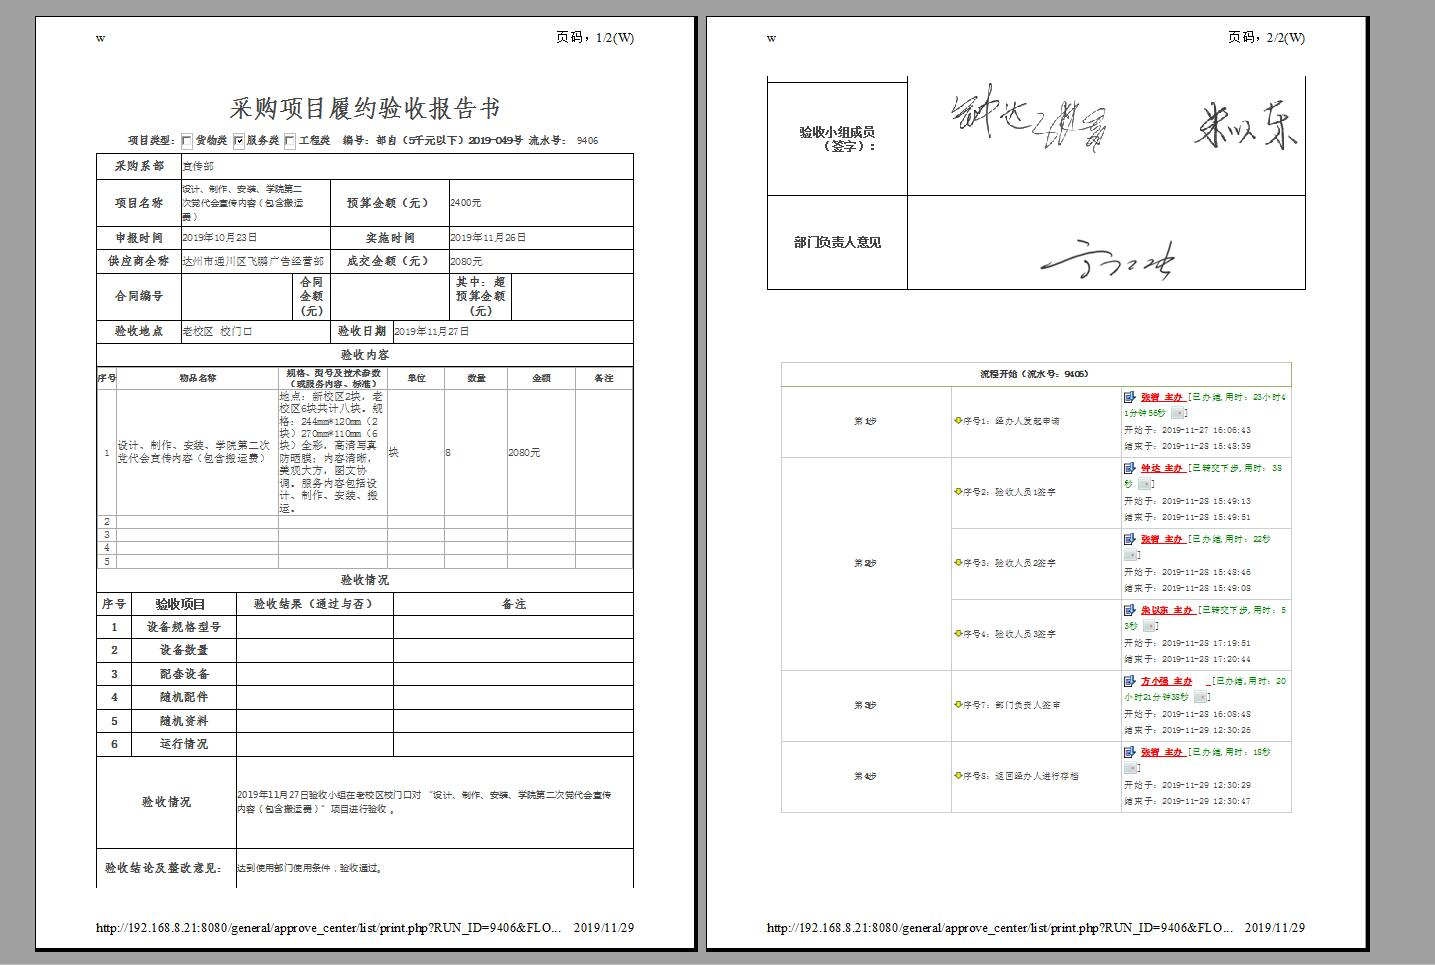 w
页码，1/2(W)
采购项目履约验收报告书
项目类型： 货物类 服务类 工程类 编号：部自（5千元以下）2019-049号 流水号： 9406
采购系部 宣传部
项目名称 设计、制作、安装、学院第二次党代会宣传内容（包含搬运费） 预算金额（元） 2400元
申报时间 2019年10月23日 实施时间 2019年11月26日
供应商全称 达州市通川区飞鹏广告经营部 成交金额（元） 2080元
合同编号 合同金额（元） 其中：超预算金额（元）
验收地点 老校区 校门口 验收日期 2019年11月27日
验收内容
序号 物品名称 规格、型号及技术参数（或服务内容、标准） 单位 数量 金额 备注
1 设计、制作、安装、学院第二次党代会宣传内容（包含搬运费） 地点：新校区2块，老校区6块共计八块。规格：244mm*120mm（2块）270mm*110mm（6块）全彩，高清写真防晒膜；内容清晰，美观大方，图文协调。服务内容包括设计、制作、安装、搬运。 块 8 2080元
2
3
4
5
验收情况
序号 验收项目 验收结果（通过与否） 备注
1 设备规格型号
2 设备数量
3 配套设备
4 随机配件
5 随机资料
6 运行情况
验收情况 2019年11月27日验收小组在老校区校门口对 “设计、制作、安装、学院第二次党代会宣传
内容（包含搬运费）”项目进行验收 。
验收结论及整改意见： 达到使用部门使用条件，验收通过。
http://192.168.8.21:8080/general/approve_center/list/print.php?RUN_ID=9406&FLO... 2019/11/29
w
页码，2/2(W)
验收小组成员（签字）： 钟达 朱以东
部门负责人意见
流程开始（流水号：9406）
第1步 序号1：经办人发起申请 张智 主办 [已办结,用时：23小时41分钟56秒 ]
开始于：2019-11-27 16:06:43
结束于：2019-11-28 15:48:39
第2步 序号2：验收人员1签字 钟达 主办 [已转交下步,用时：38秒 ]
开始于：2019-11-28 15:49:13
结束于：2019-11-28 15:49:51
序号3：验收人员2签字 张智 主办 [已办结,用时：22秒 ]
开始于：2019-11-28 15:48:46
结束于：2019-11-28 15:49:08
序号4：验收人员3签字 朱以东 主办 [已转交下步,用时：53秒 ]
开始于：2019-11-28 17:19:51
结束于：2019-11-28 17:20:44
第3步 序号7：部门负责人签审 方小强 主办 [已办结,用时：20小时21分钟38秒 ]
开始于：2019-11-28 16:08:48
结束于：2019-11-29 12:30:26
第4步 序号8：返回经办人进行存档 张智 主办 [已办结,用时：18秒 ]
开始于：2019-11-29 12:30:29
结束于：2019-11-29 12:30:47
http://192.168.8.21:8080/general/approve_center/list/print.php?RUN_ID=9406&FLO... 2019/11/29